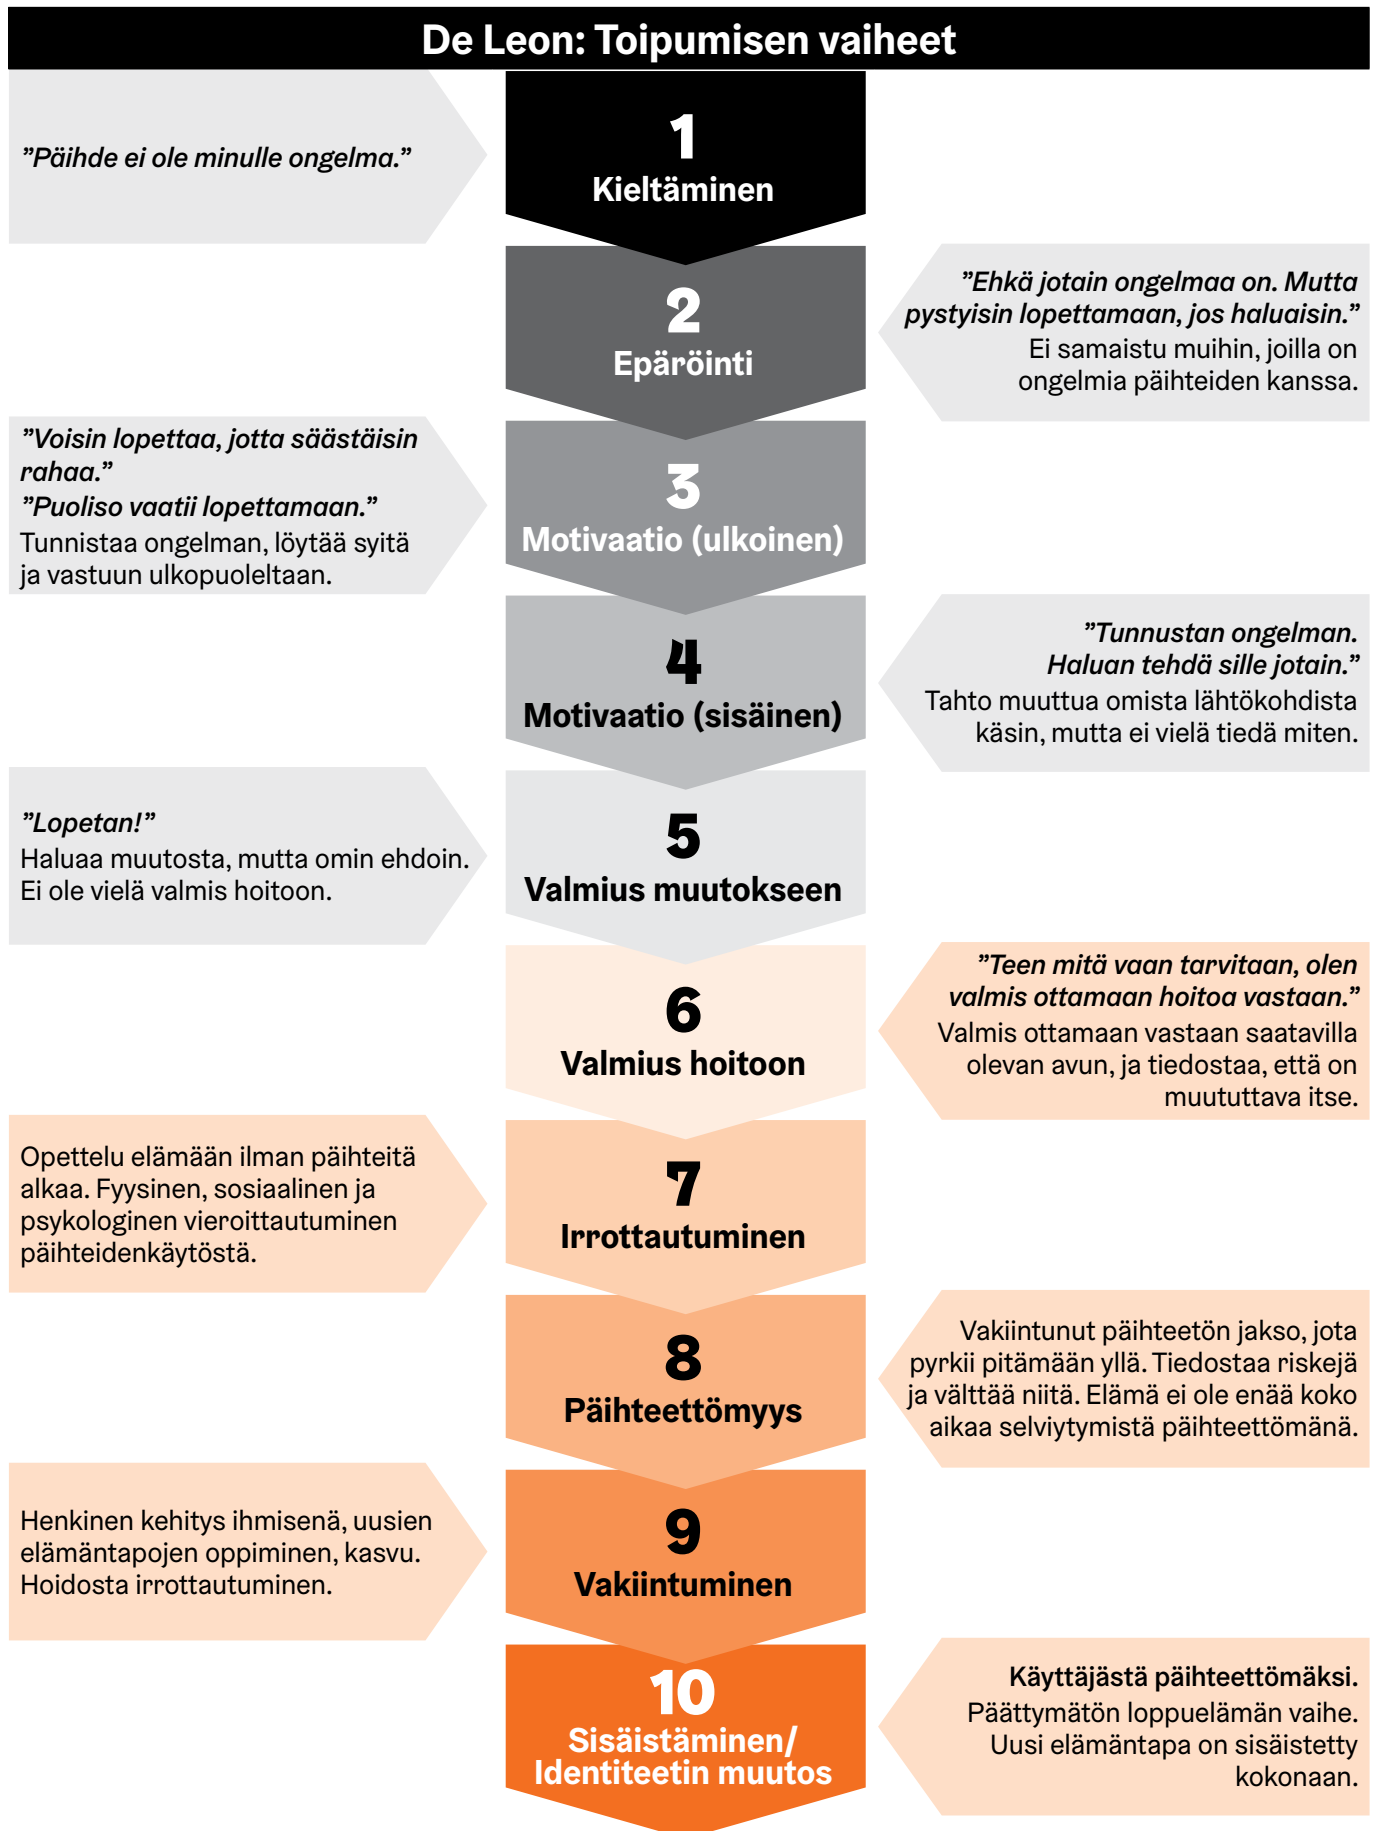 De Leon: Toipumisen vaiheet
”Päihde ei ole minulle ongelma.”
1
Kieltäminen
2
Epäröinti
”Ehkä jotain ongelmaa on. Mutta
pystyisin lopettamaan, jos haluaisin.”
Ei samaistu muihin, joilla on
ongelmia päihteiden kanssa.
”Voisin lopettaa, jotta säästäisin
rahaa.”
”Puoliso vaatii lopettamaan.”
Tunnistaa ongelman, löytää syitä
ja vastuun ulkopuoleltaan.
3
Motivaatio (ulkoinen)
4
Motivaatio (sisäinen)
”Tunnustan ongelman.
Haluan tehdä sille jotain.”
Tahto muuttua omista lähtökohdista
käsin, mutta ei vielä tiedä miten.
”Lopetan!”
Haluaa muutosta, mutta omin ehdoin.
Ei ole vielä valmis hoitoon.
5
Valmius muutokseen
6
Valmius hoitoon
”Teen mitä vaan tarvitaan, olen
valmis ottamaan hoitoa vastaan.”
Valmis ottamaan vastaan saatavilla
olevan avun, ja tiedostaa, että on
muututtava itse.
Opettelu elämään ilman päihteitä
alkaa. Fyysinen, sosiaalinen ja
psykologinen vieroittautuminen
päihteidenkäytöstä.
7
Irrottautuminen
8
Päihteettömyys
Vakiintunut päihteetön jakso, jota
pyrkii pitämään yllä. Tiedostaa riskejä
ja välttää niitä. Elämä ei ole enää koko
aikaa selviytymistä päihteettömänä.
Henkinen kehitys ihmisenä, uusien
elämäntapojen oppiminen, kasvu.
Hoidosta irrottautuminen.
9
Vakiintuminen
10
Sisäistäminen/
Identiteetin muutos
Käyttäjästä päihteettömäksi.
Päättymätön loppuelämän vaihe.
Uusi elämäntapa on sisäistetty
kokonaan.